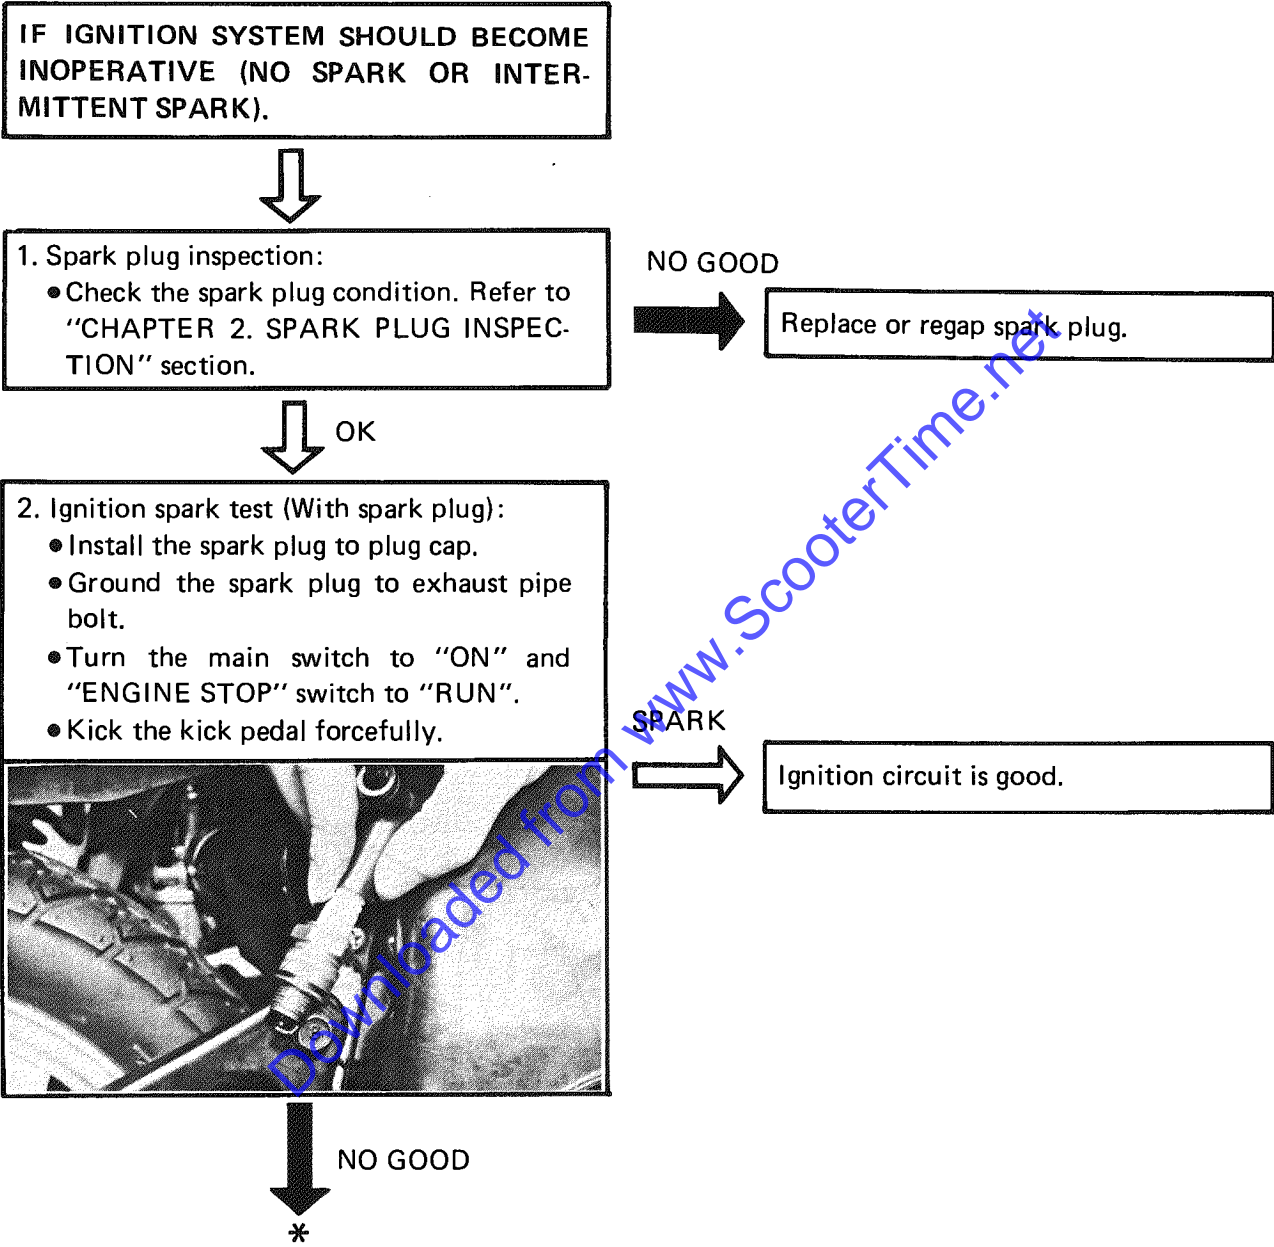 IF IGNITION SYSTEM SHOULD BECOME
INOPERATIVE (NO SPARK OR INTER-
MITTENT SPARK).
1. Spark plug inspection:
●Check the spark plug condition. Refer to
"CHAPTER 2. SPARK PLUG INSPEC-
TION" section.
NO GOOD
Replace or regap spark plug.
OK
2. Ignition spark test (With spark plug):
●Install the spark plug to plug cap.
●Ground the spark plug to exhaust pipe
bolt.
●Turn the main switch to "ON" and
"ENGINE STOP" switch to "RUN".
●Kick the kick pedal forcefully.
SPARK
Ignition circuit is good.
NO GOOD
*
Downloaded from www.ScooterTime.net